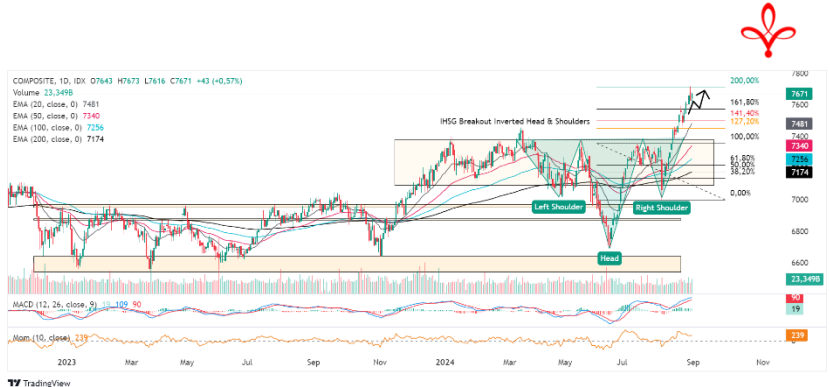 COMPOSITE, 1D, IDX O7643 H7673 L7616 C7671 +43 (+0,57%)
Volume 23,349B
EMA (20, close, 0) 7481
EMA (50, close, 0) 7340
EMA (100, close, 0) 7256
EMA (200, close, 0) 7174
IHSG Breakout Inverted Head & Shoulders
200,00%
161,80%
141,40%
127,20%
100,00%
61,80%
50,00%
38,20%
0,00%
7800
7671
7600
7481
7400
7340
7256
7174
7000
6800
6600
23,349B
Left Shoulder
Right Shoulder
Head
MACD (12, 26, close, 9) 19 109 90
90
19
Mom (10, close) 239
239
0
2023
Mar
May
Jul
Sep
Nov
2024
Mar
May
Jul
Sep
Nov
TradingView